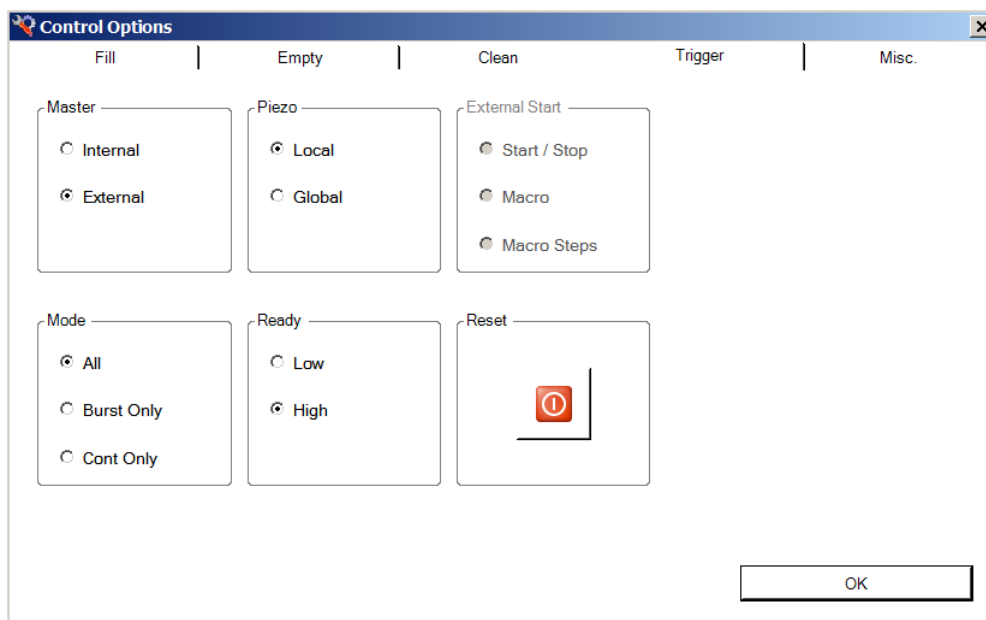 Control Options
Fill Empty Clean Trigger Misc.
Master
Internal
External
Piezo
Local
Global
External Start
Start / Stop
Macro
Macro Steps
Mode
All
Burst Only
Cont Only
Ready
Low
High
Reset
OK